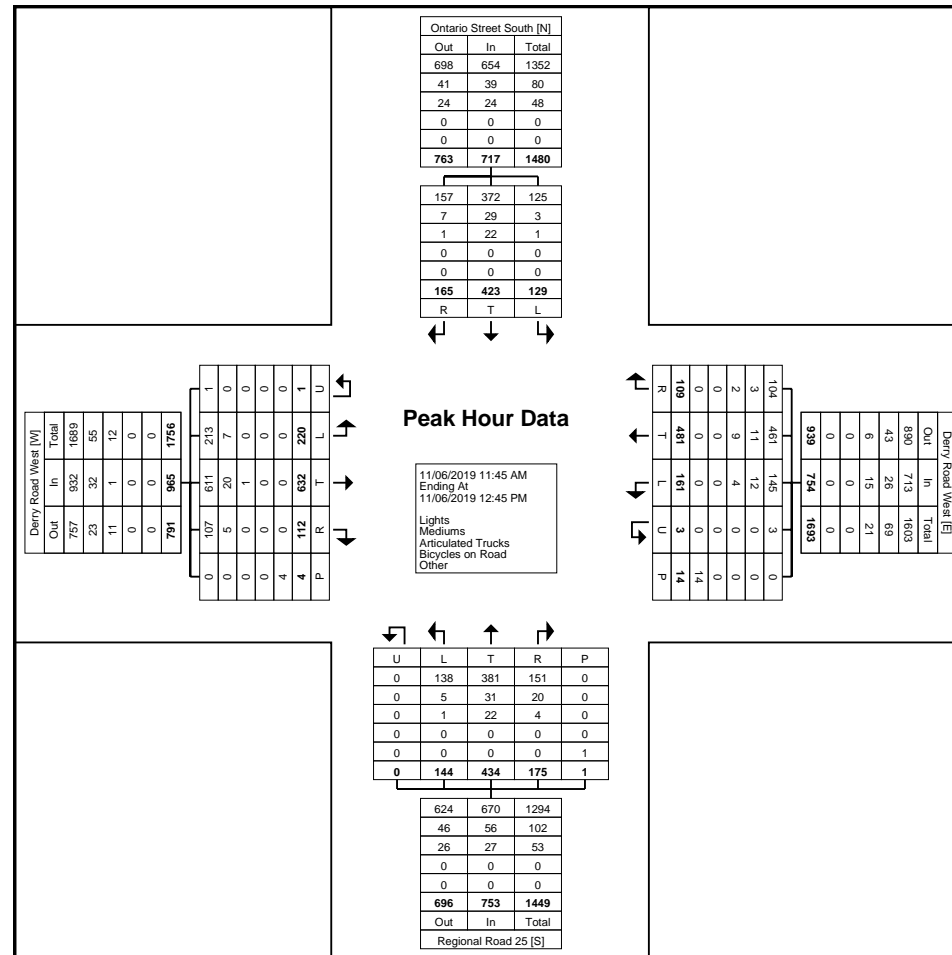 Ontario Street South [N]
Out In Total
698 654 1352
41 39 80
24 24 48
0 0 0
0 0 0
763 717 1480
157 372 125
7 29 3
1 22 1
0 0 0
0 0 0
165 423 129
R T L
Derry Road West [W]
Total 1689 55 12 0 0 1756
In 932 32 1 0 0 965
Out 757 23 11 0 0 791
1 0 0 0 0 1 U
213 7 0 0 0 220 L
611 20 1 0 0 632 T
107 5 0 0 0 112 R
0 0 0 0 4 4 P
Peak Hour Data
11/06/2019 11:45 AM
Ending At
11/06/2019 12:45 PM
Lights
Mediums
Articulated Trucks
Bicycles on Road
Other
R 109 0 0 2 3 104
T 481 0 0 9 11 461
L 161 0 0 4 12 145
U 3 0 0 0 0 3
P 14 14 0 0 0 0
939 0 0 6 43 890 Out
754 0 0 15 26 713 In
1693 0 0 21 69 1603 Total
Derry Road West [E]
U L T R P
0 138 381 151 0
0 5 31 20 0
0 1 22 4 0
0 0 0 0 0
0 0 0 0 1
0 144 434 175 1
624 670 1294
46 56 102
26 27 53
0 0 0
0 0 0
696 753 1449
Out In Total
Regional Road 25 [S]